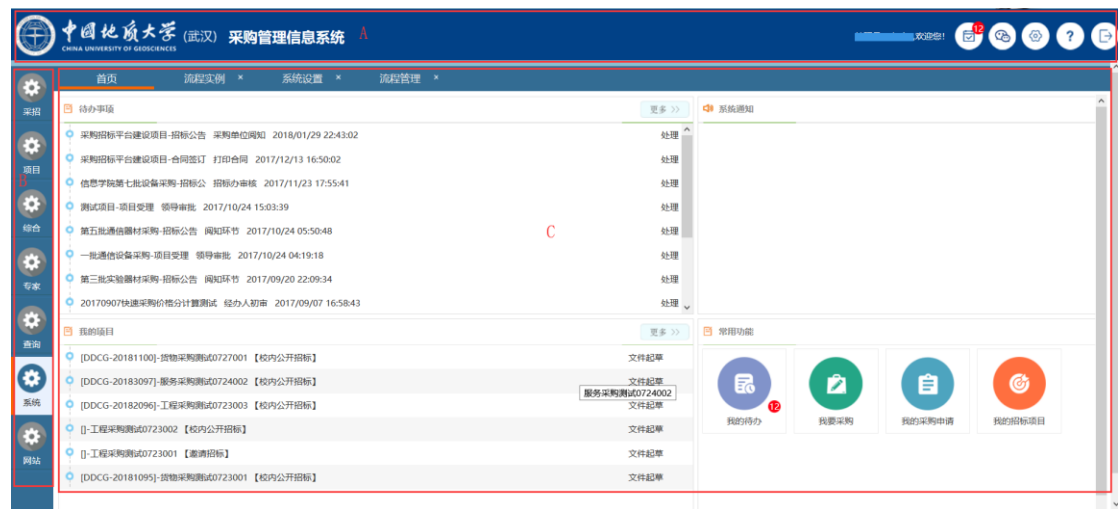 中国地质大学 (武汉) 采购管理信息系统 A
CHINA UNIVERSITY OF GEOSCIENCES
,欢迎您!
12
?
首页 流程实例 × 系统设置 × 流程管理 ×
采招
项目
B
综合
专家
查询
系统
网站
待办事项 更多 >>
采购招标平台建设项目-招标公告 采购单位阅知 2018/01/29 22:43:02 处理
采购招标平台建设项目-合同签订 打印合同 2017/12/13 16:50:02 处理
信息学院第七批设备采购-招标公 招标办审核 2017/11/23 17:55:41 处理
测试项目-项目受理 领导审批 2017/10/24 15:03:39 处理
第五批通信器材采购-招标公告 阅知环节 2017/10/24 05:50:48 处理
C
一批通信设备采购-项目受理 领导审批 2017/10/24 04:19:18 处理
第三批实验器材采购-招标公告 阅知环节 2017/09/20 22:09:34 处理
20170907快速采购价格分计算测试 经办人初审 2017/09/07 16:58:43 处理
系统通知
我的项目 更多 >>
[DDCG-20181100]-货物采购测试0727001 【校内公开招标】 文件起草
[DDCG-20183097]-服务采购测试0724002 【校内公开招标】 文件起草
服务采购测试0724002
[DDCG-20182096]-工程采购测试0723003 【校内公开招标】 文件起草
[]-工程采购测试0723002 【校内公开招标】 文件起草
[]-工程采购测试0723001 【邀请招标】 文件起草
[DDCG-20181095]-货物采购测试0723001 【校内公开招标】 文件起草
常用功能
12
我的待办 我要采购 我的采购申请 我的招标项目